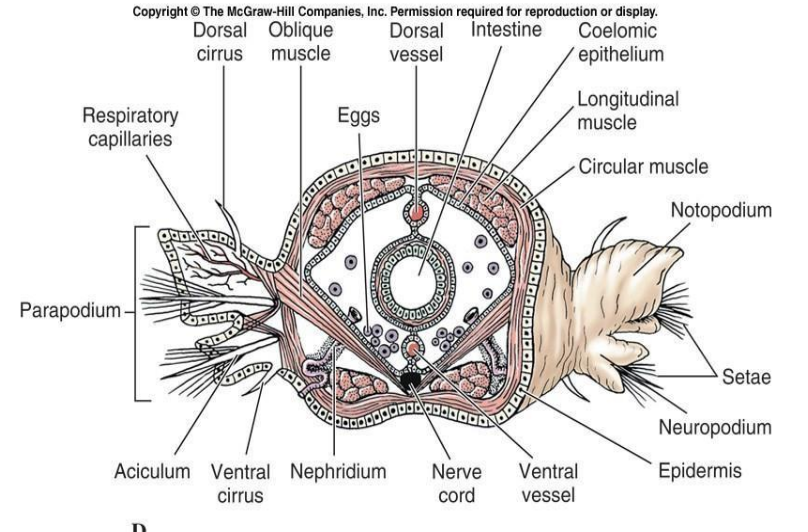 Copyright © The McGraw-Hill Companies, Inc. Permission required for reproduction or display.
Dorsal
cirrus
Oblique
muscle
Dorsal
vessel
Intestine
Coelomic
epithelium
Respiratory
capillaries
Eggs
Longitudinal
muscle
Circular muscle
Notopodium
Parapodium
Setae
Neuropodium
Aciculum
Ventral
cirrus
Nephridium
Nerve
cord
Ventral
vessel
Epidermis